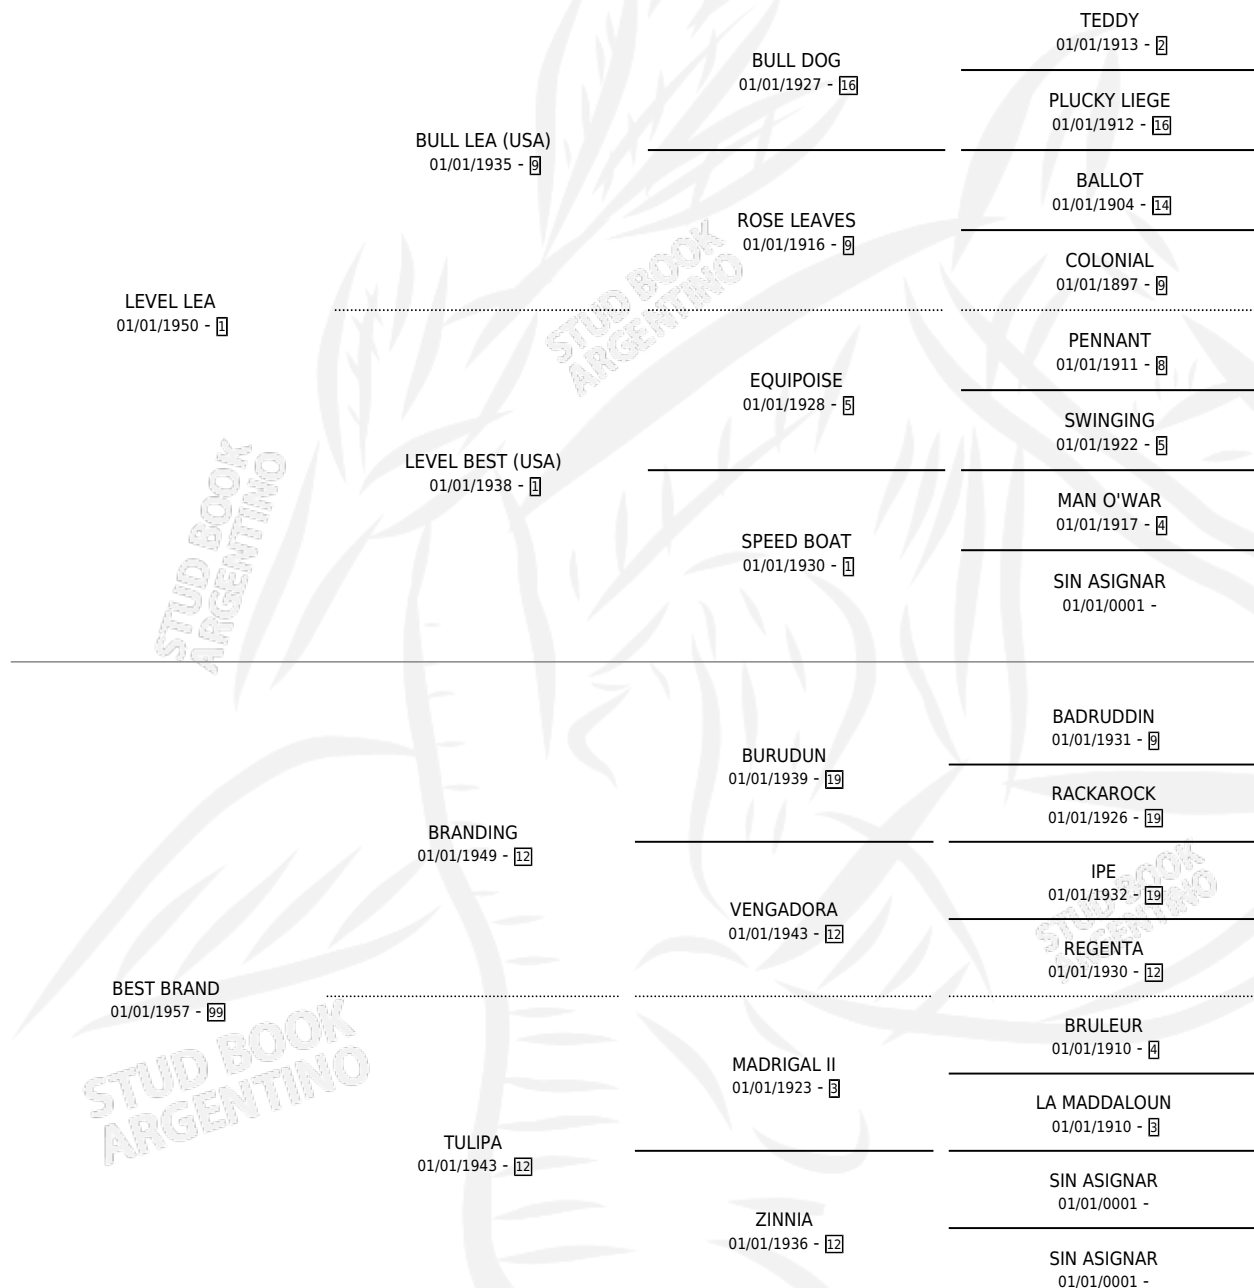 TEDDY
01/01/1913 - 2
BULL DOG
01/01/1927 - 16
PLUCKY LIEGE
01/01/1912 - 16
BULL LEA (USA)
01/01/1935 - 9
BALLOT
01/01/1904 - 14
ROSE LEAVES
01/01/1916 - 9
COLONIAL
01/01/1897 - 9
LEVEL LEA
01/01/1950 - 1
PENNANT
01/01/1911 - 8
EQUIPOISE
01/01/1928 - 5
SWINGING
01/01/1922 - 5
LEVEL BEST (USA)
01/01/1938 - 1
MAN O'WAR
01/01/1917 - 4
SPEED BOAT
01/01/1930 - 1
SIN ASIGNAR
01/01/0001 -
BADRUDDIN
01/01/1931 - 9
BURUDUN
01/01/1939 - 19
RACKAROCK
01/01/1926 - 19
BRANDING
01/01/1949 - 12
IPE
01/01/1932 - 19
VENGADORA
01/01/1943 - 12
REGENTA
01/01/1930 - 12
BEST BRAND
01/01/1957 - 99
BRULEUR
01/01/1910 - 4
MADRIGAL II
01/01/1923 - 3
LA MADDALOUN
01/01/1910 - 3
TULIPA
01/01/1943 - 12
SIN ASIGNAR
01/01/0001 -
ZINNIA
01/01/1936 - 12
SIN ASIGNAR
01/01/0001 -
STUD BOOK
ARGENTINO
STUD BOOK
ARGENTINO
STUD BOOK
ARGENTINO
STUD BOOK
ARGENTINO